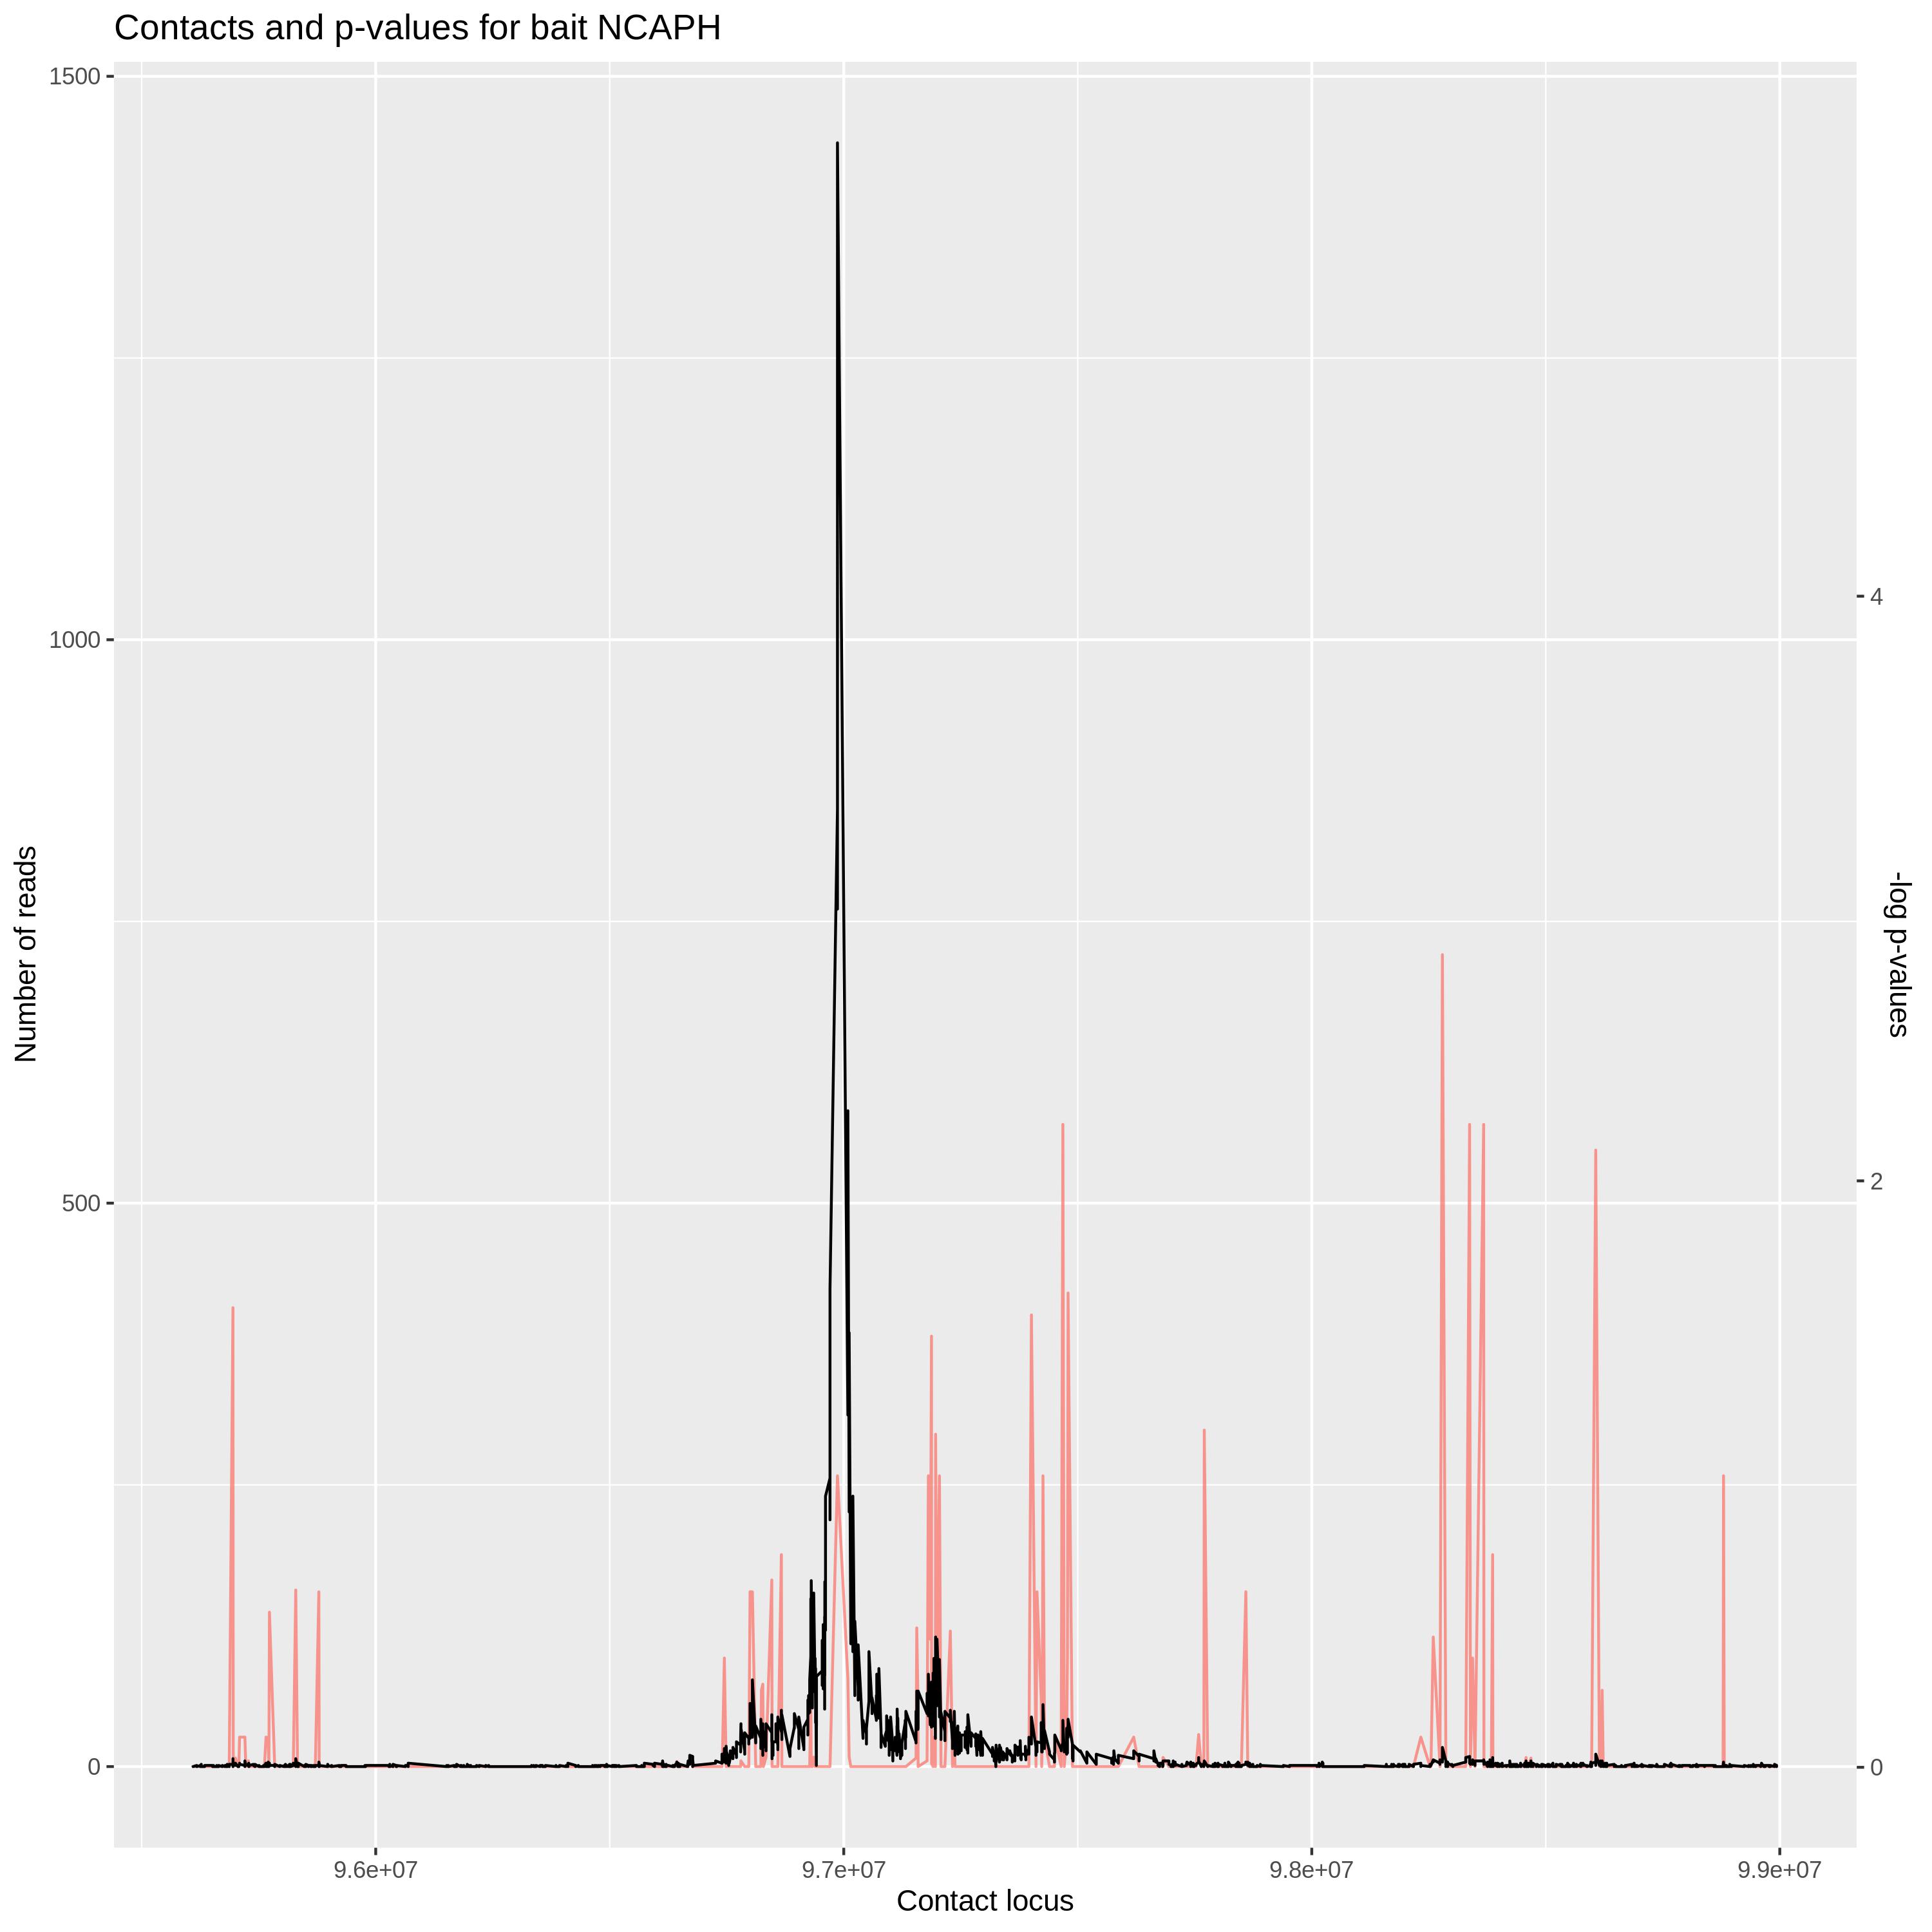 Contacts and p-values for bait NCAPH
1500
1000
500
0
Number of reads
4
2
0
-log p-values
9.6e+07
9.7e+07
9.8e+07
9.9e+07
Contact locus